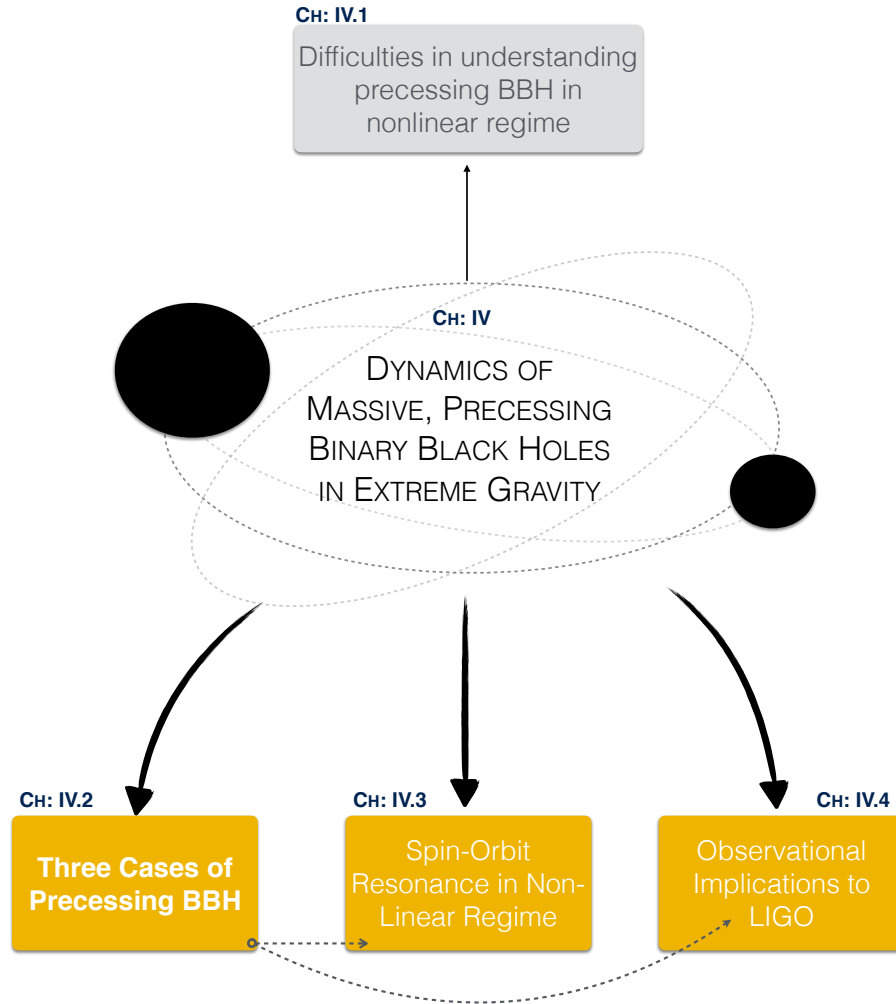 CH: IV.1
Difficulties in understanding
precessing BBH in
nonlinear regime
CH: IV
DYNAMICS OF
MASSIVE, PRECESSING
BINARY BLACK HOLES
IN EXTREME GRAVITY
CH: IV.2
Three Cases of
Precessing BBH
CH: IV.3
Spin-Orbit
Resonance in Non-
Linear Regime
CH: IV.4
Observational
Implications to
LIGO